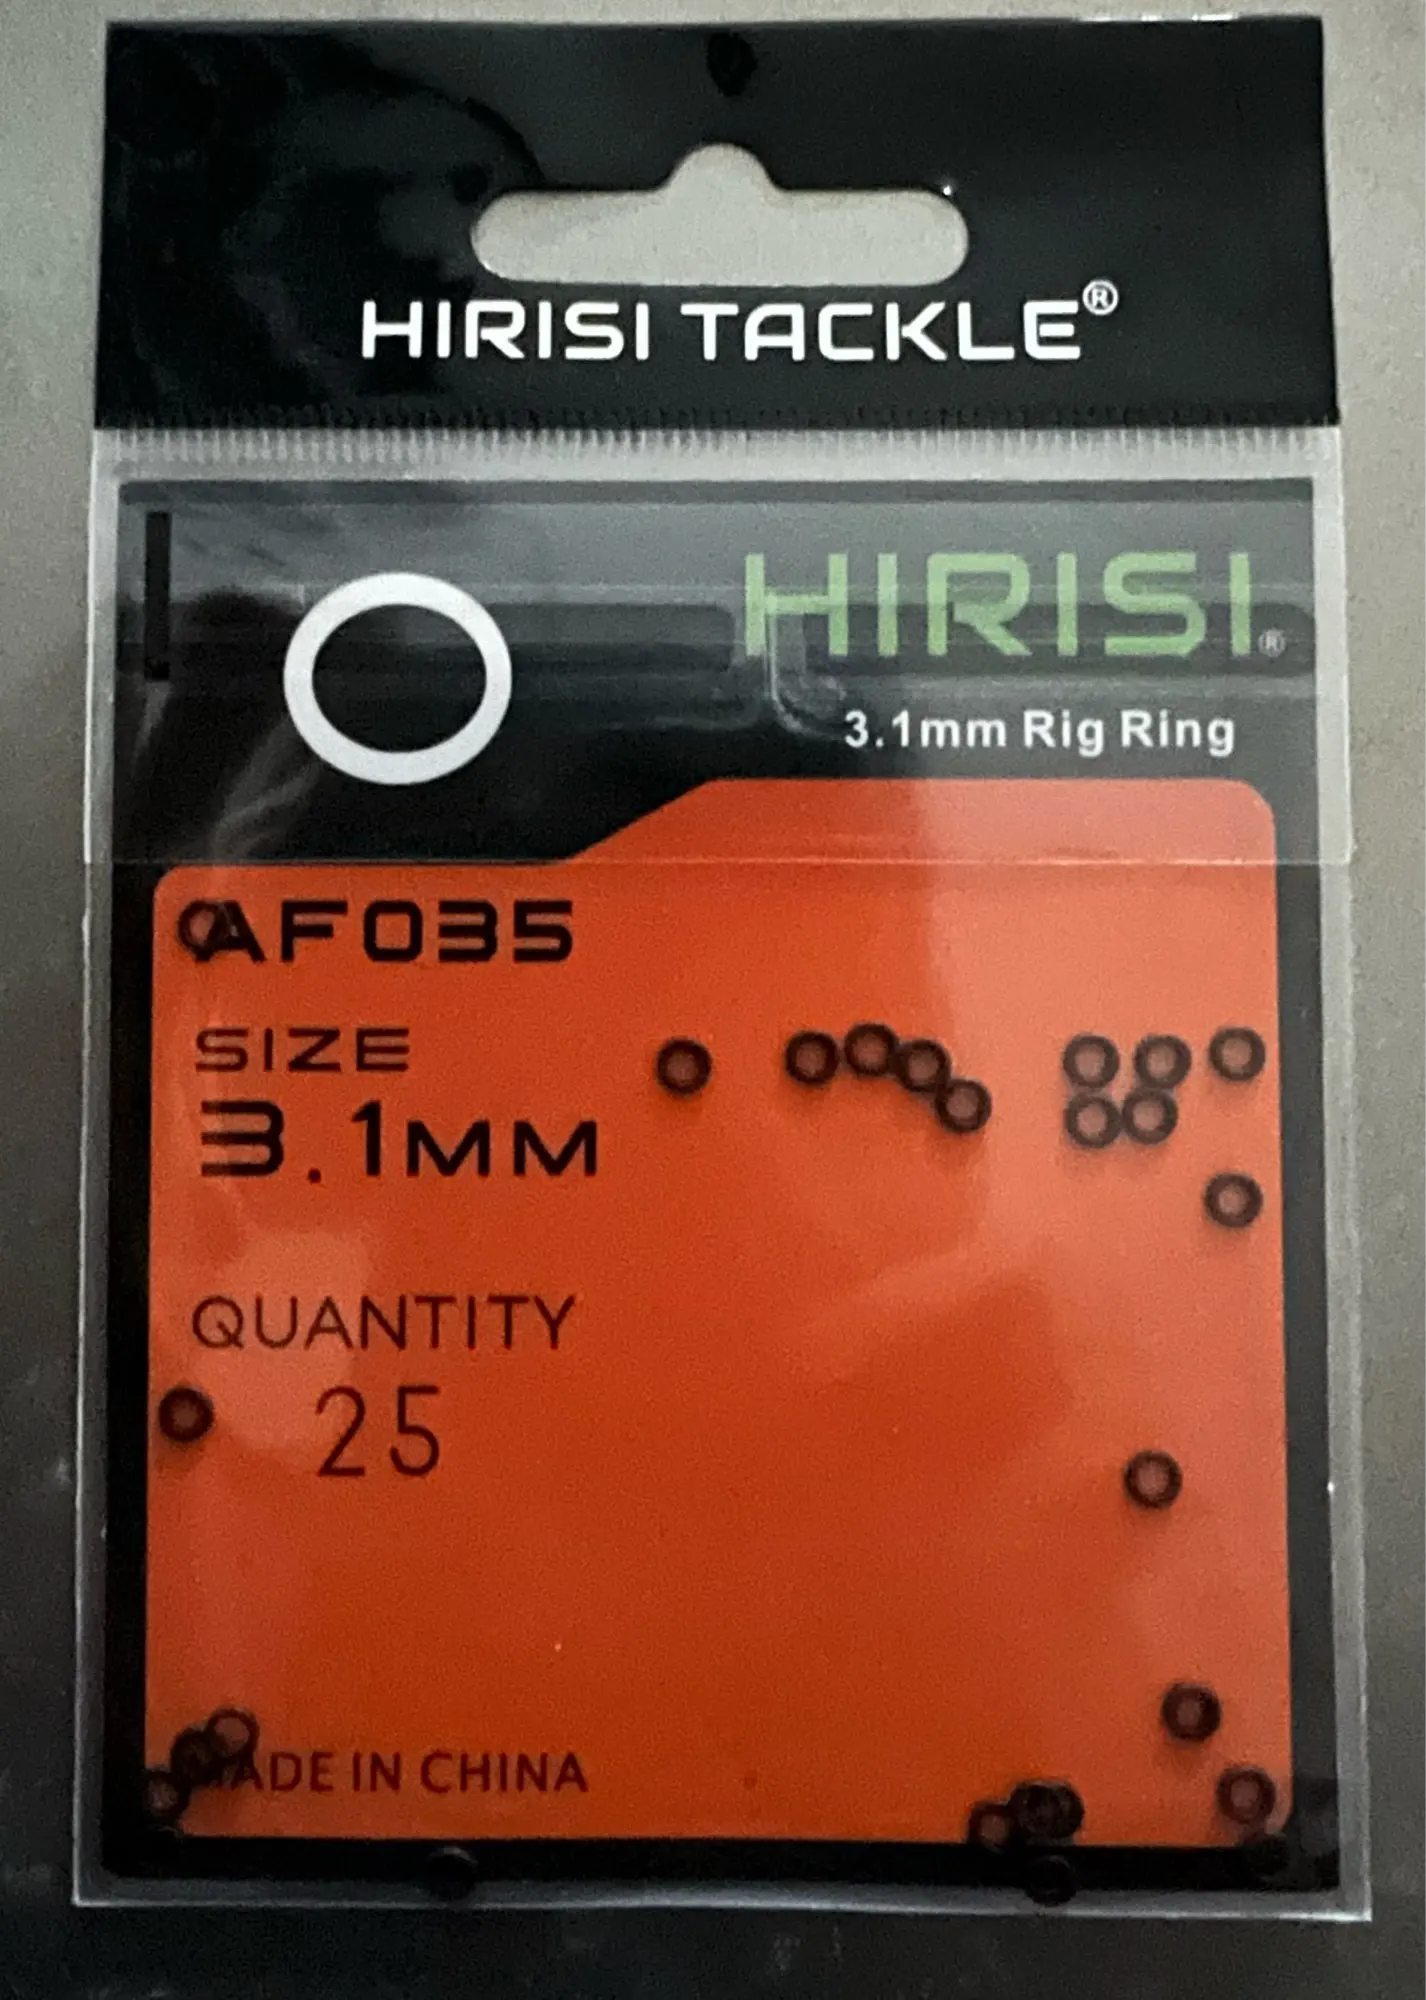 HIRISI TACKLE®
HIRISI®
3.1mm Rig Ring
AF035
SIZE
3.1MM
QUANTITY
25
MADE IN CHINA